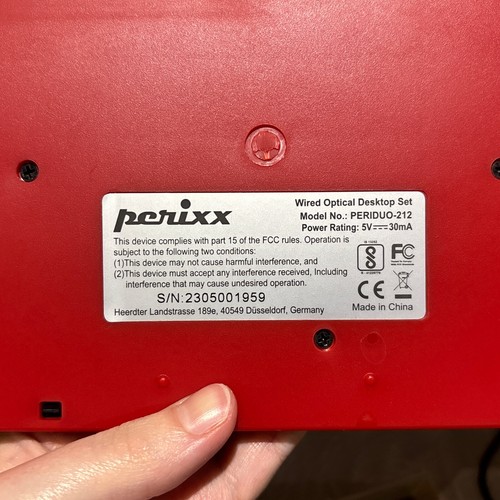 perixx
Wired Optical Desktop Set
Model No.: PERIDUO-212
Power Rating: 5V⎓30mA
This device complies with part 15 of the FCC rules. Operation is
subject to the following two conditions:
(1)This device may not cause harmful interference, and
(2)This device must accept any interference received, Including
interference that may cause undesired operation.
S/N:2305001959
Heerdter Landstrasse 189e, 40549 Düsseldorf, Germany
FC
CE
Made in China